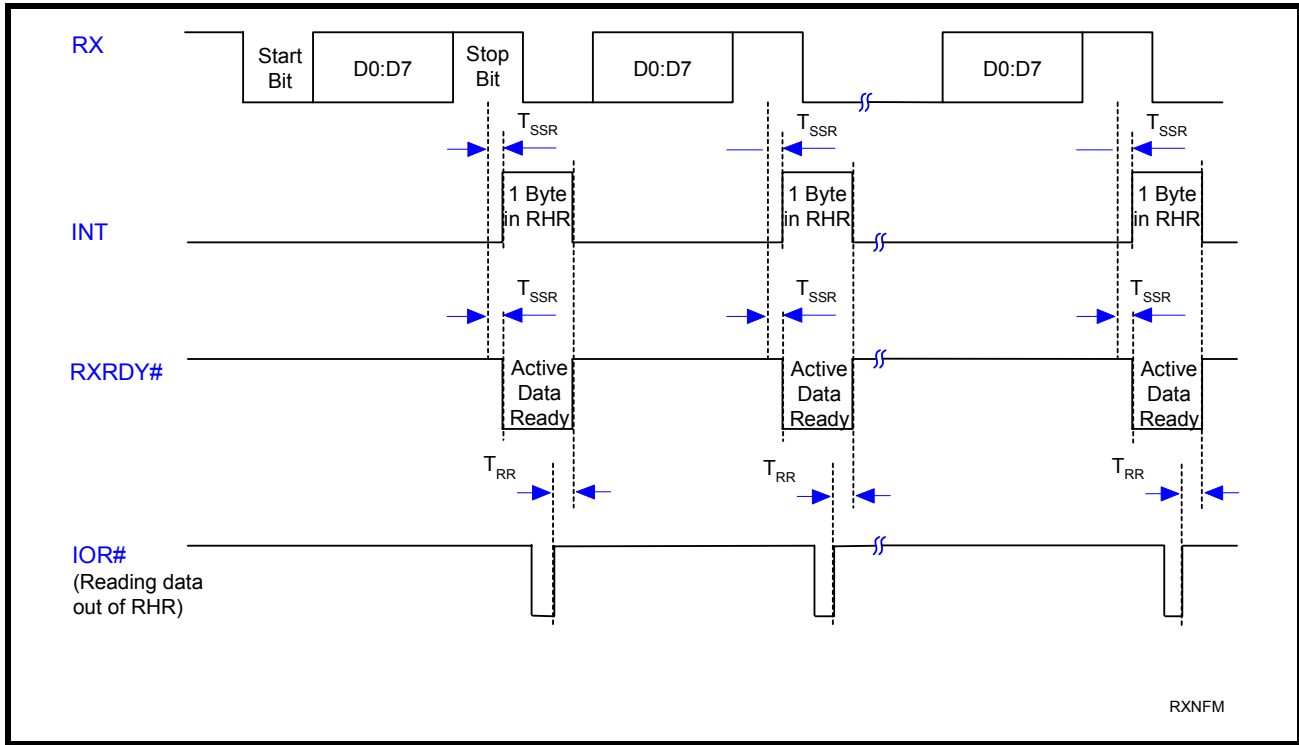 RX
Start
Bit
D0:D7
Stop
Bit
D0:D7
D0:D7
TSSR
TSSR
TSSR
INT
1 Byte
in RHR
1 Byte
in RHR
1 Byte
in RHR
TSSR
TSSR
TSSR
RXRDY#
Active
Data
Ready
Active
Data
Ready
Active
Data
Ready
TRR
TRR
TRR
IOR#
(Reading data
out of RHR)
RXNFM